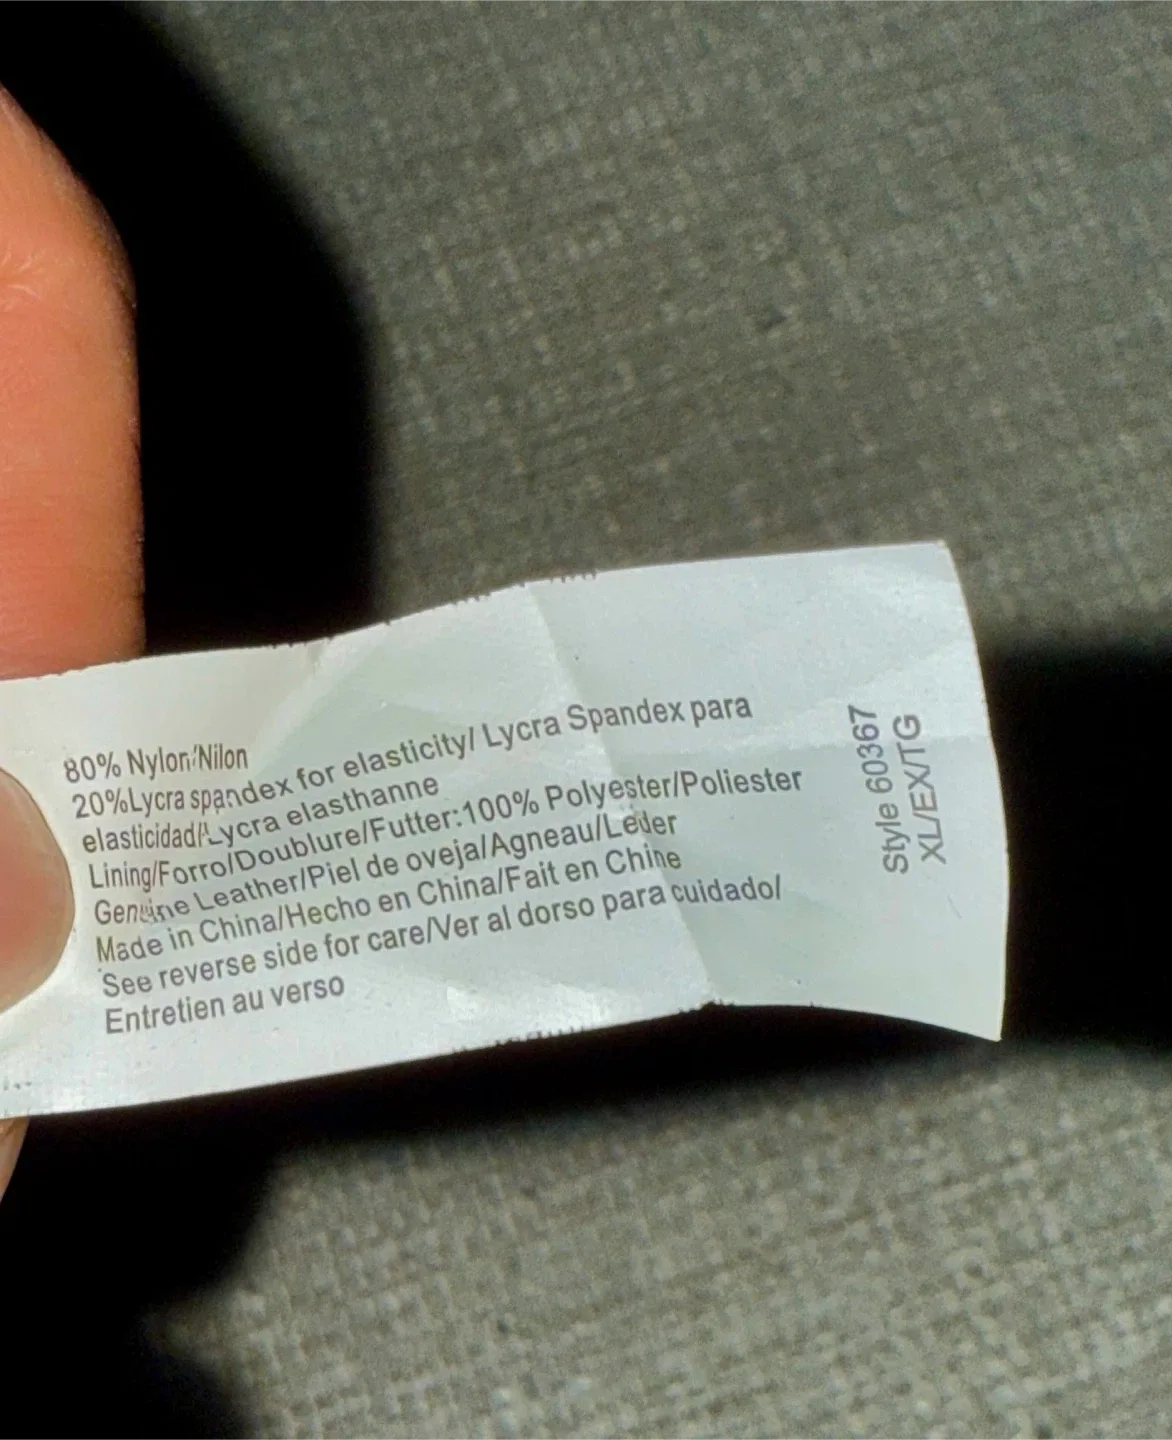 80% Nylon/Nilon
20%Lycra spandex for elasticity/ Lycra Spandex para
elasticidad/Lycra elasthanne
Lining/Forro/Doublure/Futter:100% Polyester/Poliester
Genuine Leather/Piel de oveja/Agneau/Leder
Made in China/Hecho en China/Fait en Chine
See reverse side for care/Ver al dorso para cuidado/
Entretien au verso
Style 60367
XL/EX/TG